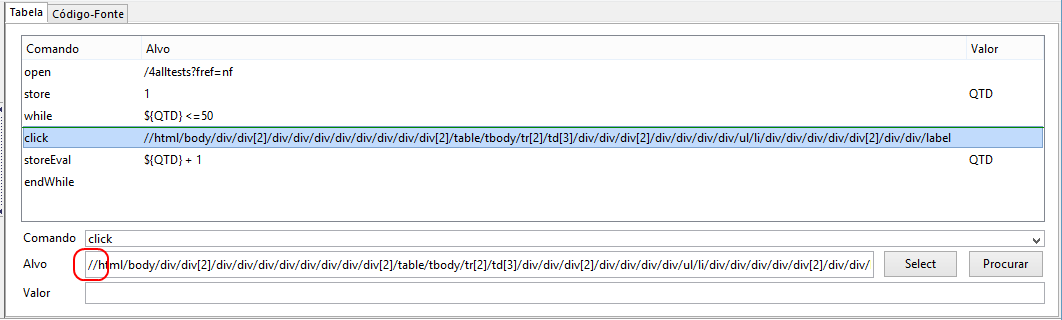 Tabela Código-Fonte
Comando Alvo Valor
open /4alltests?fref=nf
store 1 QTD
while ${QTD} <=50
click //html/body/div/div[2]/div/div/div/div/div/div/div/div[2]/table/tbody/tr[2]/td[3]/div/div/div[2]/div/div/div/div/ul/li/div/div/div/div/div[2]/div/div/label
storeEval ${QTD} + 1 QTD
endWhile
Comando click
Alvo //html/body/div/div[2]/div/div/div/div/div/div/div/div[2]/table/tbody/tr[2]/td[3]/div/div/div[2]/div/div/div/div/ul/li/div/div/div/div/div[2]/div/div/ Select Procurar
Valor